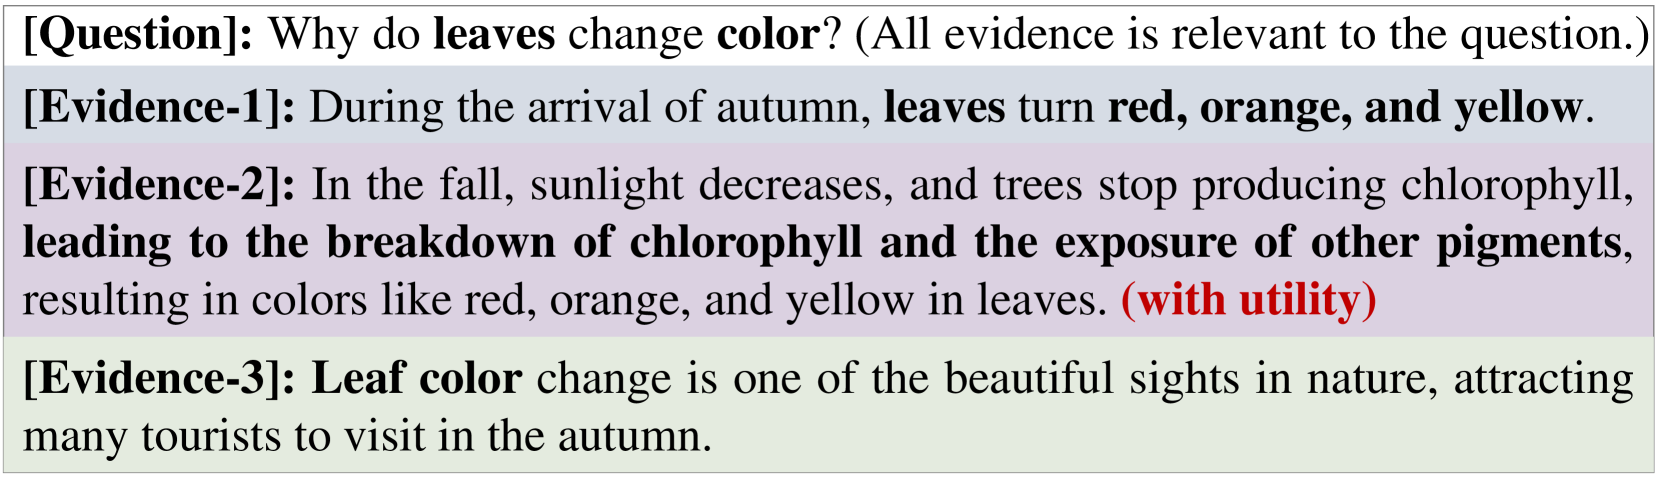 [Question]: Why do leaves change color? (All evidence is relevant to the question.)
[Evidence-1]: During the arrival of autumn, leaves turn red, orange, and yellow.
[Evidence-2]: In the fall, sunlight decreases, and trees stop producing chlorophyll,
leading to the breakdown of chlorophyll and the exposure of other pigments,
resulting in colors like red, orange, and yellow in leaves. (with utility)
[Evidence-3]: Leaf color change is one of the beautiful sights in nature, attracting
many tourists to visit in the autumn.